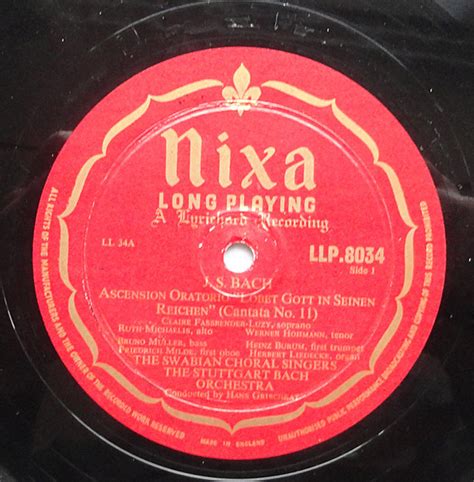 nixa
LONG PLAYING
A Lyrichord Recording
LL 34A
LLP.8034
Side 1
J. S. BACH
ASCENSION ORATORIO "LOBET GOTT IN SEINEN
REICHEN" (Cantata No. 11)
CLAIRE FASSBENDER-LUZY, soprano
RUTH MICHAELIS, alto WERNER HOHMANN, tenor
BRUNO MÜLLER, bass HEINZ BURUM, first trumpet
FRIEDRICH MILDE, first oboe HERBERT LIEDECKE, organ
THE SWABIAN CHORAL SINGERS
THE STUTTGART BACH
ORCHESTRA
Conducted by HANS GRISCHKAT
ALL RIGHTS OF THE MANUFACTURERS AND THE OWNER OF THE RECORDED WORK RESERVED
MADE IN ENGLAND
UNAUTHORISED PUBLIC PERFORMANCE, BROADCASTING AND COPYING OF THIS RECORD PROHIBITED